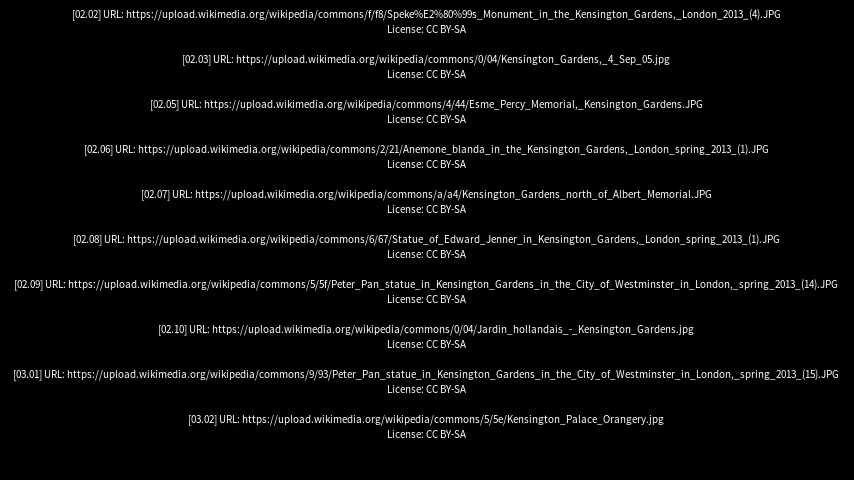 [02.02] URL: https://upload.wikimedia.org/wikipedia/commons/f/f8/Speke%E2%80%99s_Monument_in_the_Kensington_Gardens,_London_2013_(4).JPG
License: CC BY-SA
[02.03] URL: https://upload.wikimedia.org/wikipedia/commons/0/04/Kensington_Gardens,_4_Sep_05.jpg
License: CC BY-SA
[02.05] URL: https://upload.wikimedia.org/wikipedia/commons/4/44/Esme_Percy_Memorial,_Kensington_Gardens.JPG
License: CC BY-SA
[02.06] URL: https://upload.wikimedia.org/wikipedia/commons/2/21/Anemone_blanda_in_the_Kensington_Gardens,_London_spring_2013_(1).JPG
License: CC BY-SA
[02.07] URL: https://upload.wikimedia.org/wikipedia/commons/a/a4/Kensington_Gardens_north_of_Albert_Memorial.JPG
License: CC BY-SA
[02.08] URL: https://upload.wikimedia.org/wikipedia/commons/6/67/Statue_of_Edward_Jenner_in_Kensington_Gardens,_London_spring_2013_(1).JPG
License: CC BY-SA
[02.09] URL: https://upload.wikimedia.org/wikipedia/commons/5/5f/Peter_Pan_statue_in_Kensington_Gardens_in_the_City_of_Westminster_in_London,_spring_2013_(14).JPG
License: CC BY-SA
[02.10] URL: https://upload.wikimedia.org/wikipedia/commons/0/04/Jardin_hollandais_-_Kensington_Gardens.jpg
License: CC BY-SA
[03.01] URL: https://upload.wikimedia.org/wikipedia/commons/9/93/Peter_Pan_statue_in_Kensington_Gardens_in_the_City_of_Westminster_in_London,_spring_2013_(15).JPG
License: CC BY-SA
[03.02] URL: https://upload.wikimedia.org/wikipedia/commons/5/5e/Kensington_Palace_Orangery.jpg
License: CC BY-SA